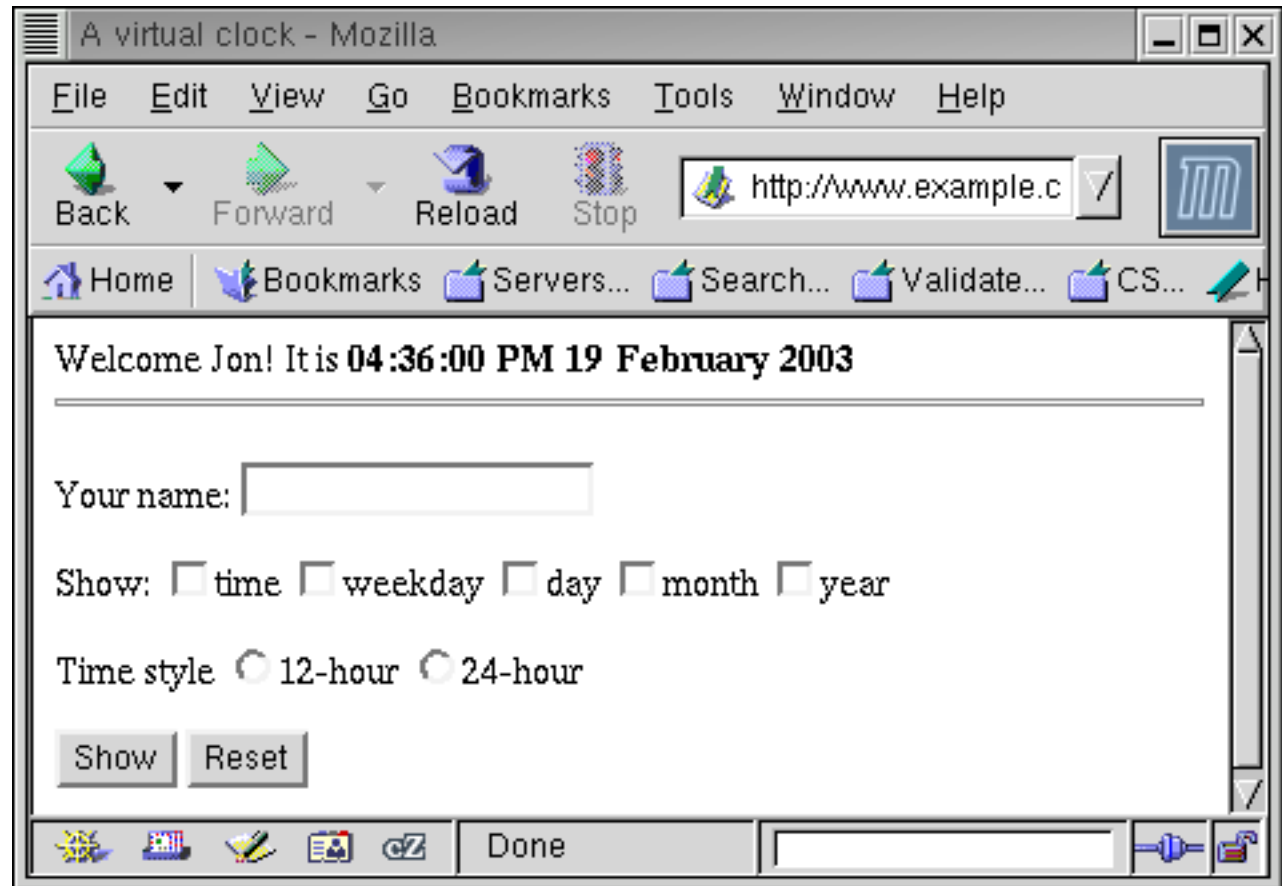 A virtual clock - Mozilla
File Edit View Go Bookmarks Tools Window Help
Back Forward Reload Stop http://www.example.c
Home Bookmarks Servers... Search... Validate... CS... H
Welcome Jon! It is 04:36:00 PM 19 February 2003
Your name:
Show: time weekday day month year
Time style 12-hour 24-hour
Show Reset
cZ Done